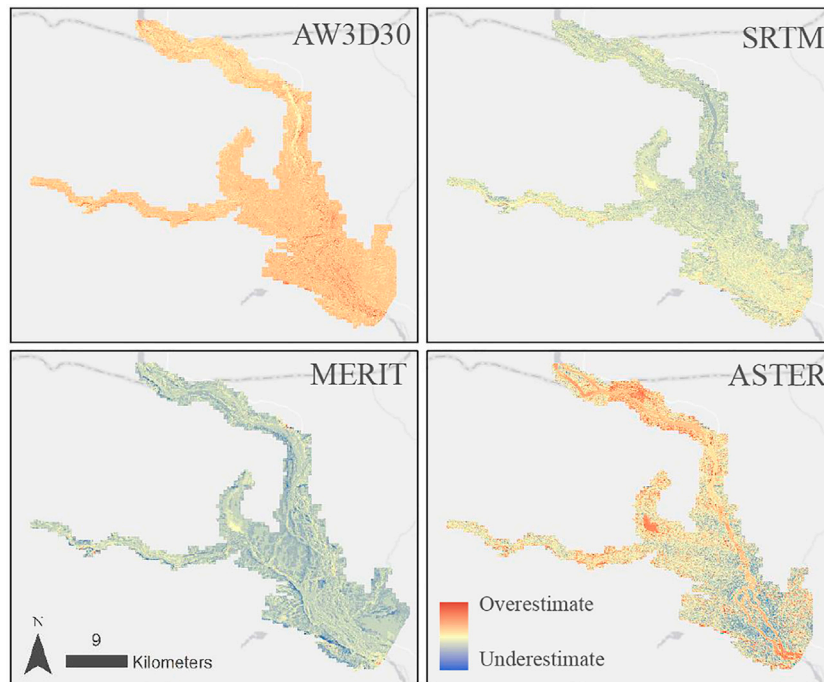 AW3D30
SRTM
MERIT
ASTER
N
9
Kilometers
Overestimate
Underestimate